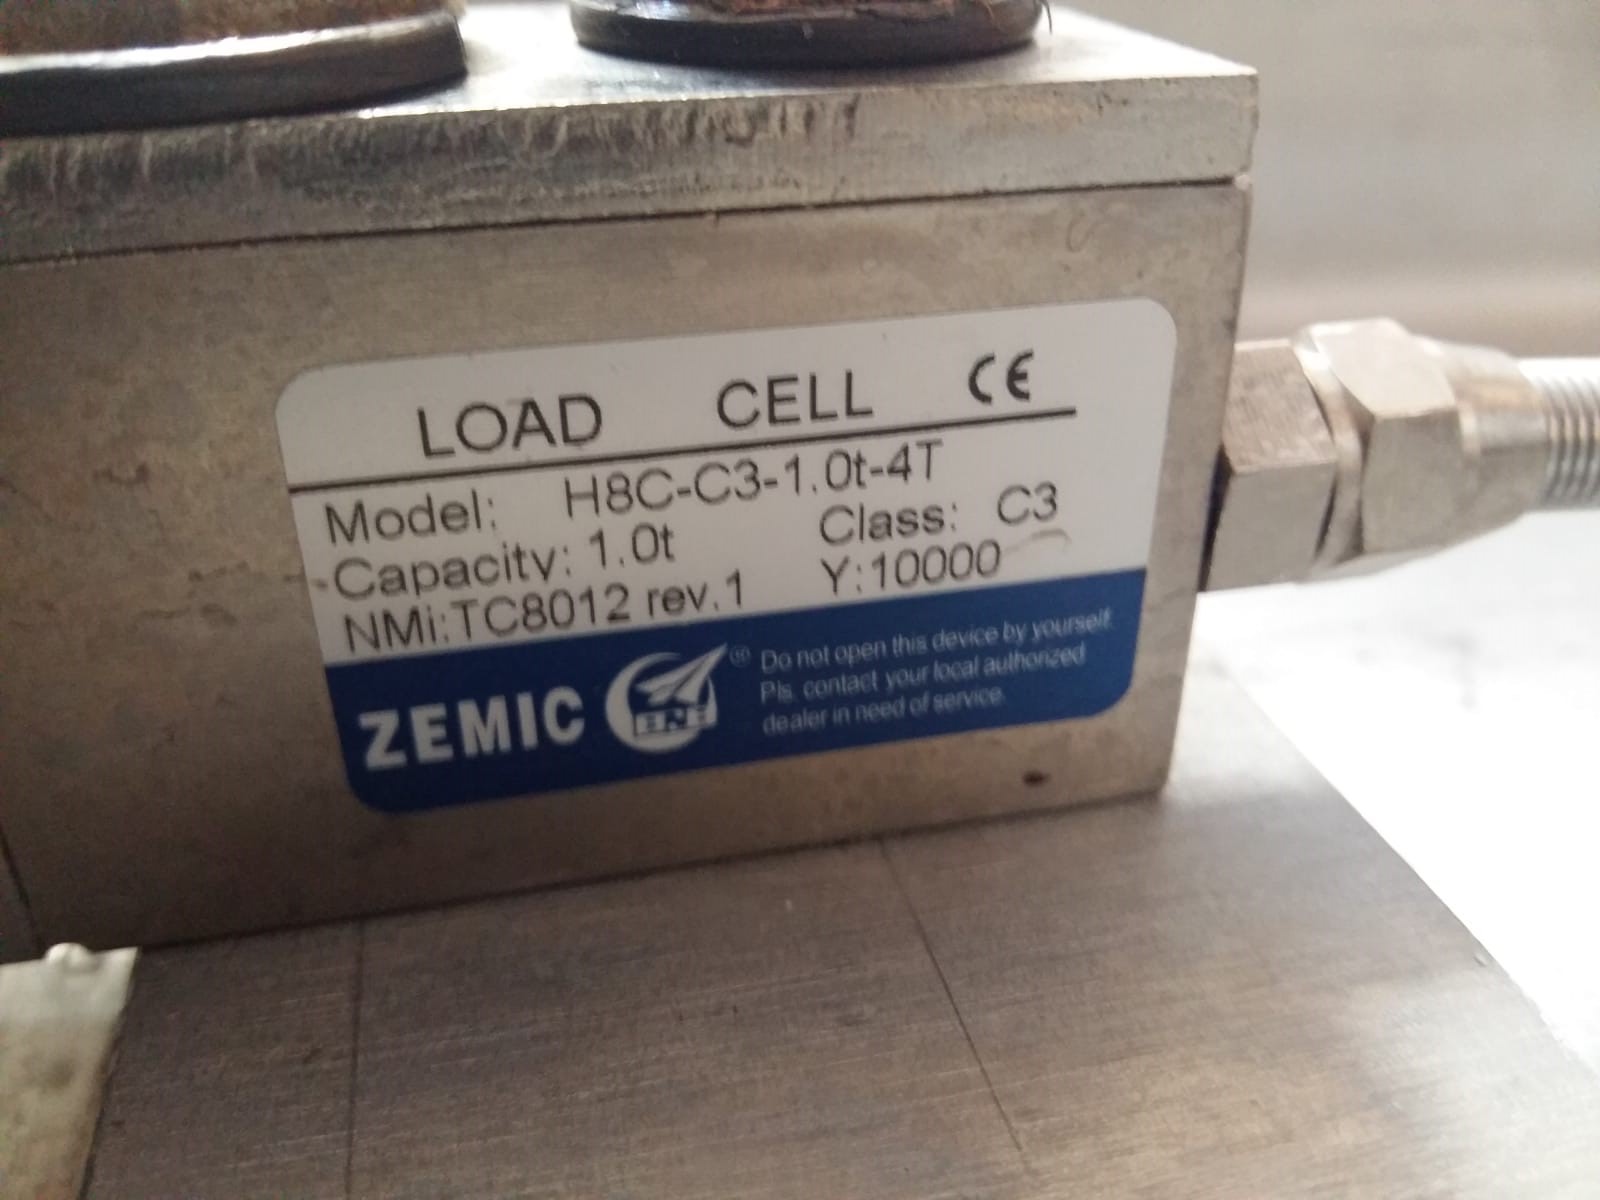 LOAD CELL CE
Model: H8C-C3-1.0t-4T
Capacity: 1.0t Class: C3
NMi:TC8012 rev.1 Y:10000
ZEMIC ®
Do not open this device by yourself.
Pls. contact your local authorized
dealer in need of service.